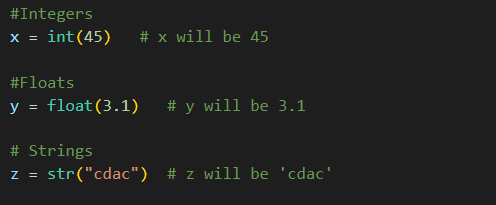 #Integers
x = int(45)   # x will be 45
#Floats
y = float(3.1)   # y will be 3.1
# Strings
z = str("cdac")  # z will be 'cdac'